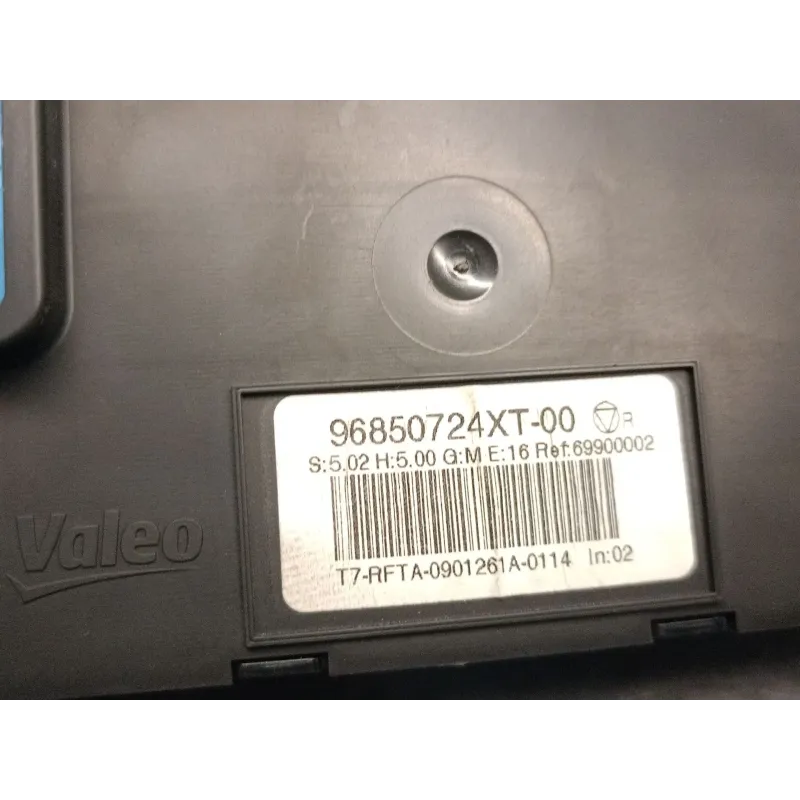 96850724XT-00 R
S:5.02 H:5.00 G:M E:16 Ref:69900002
T7-RFTA-0901261A-0114 In:02
Valeo